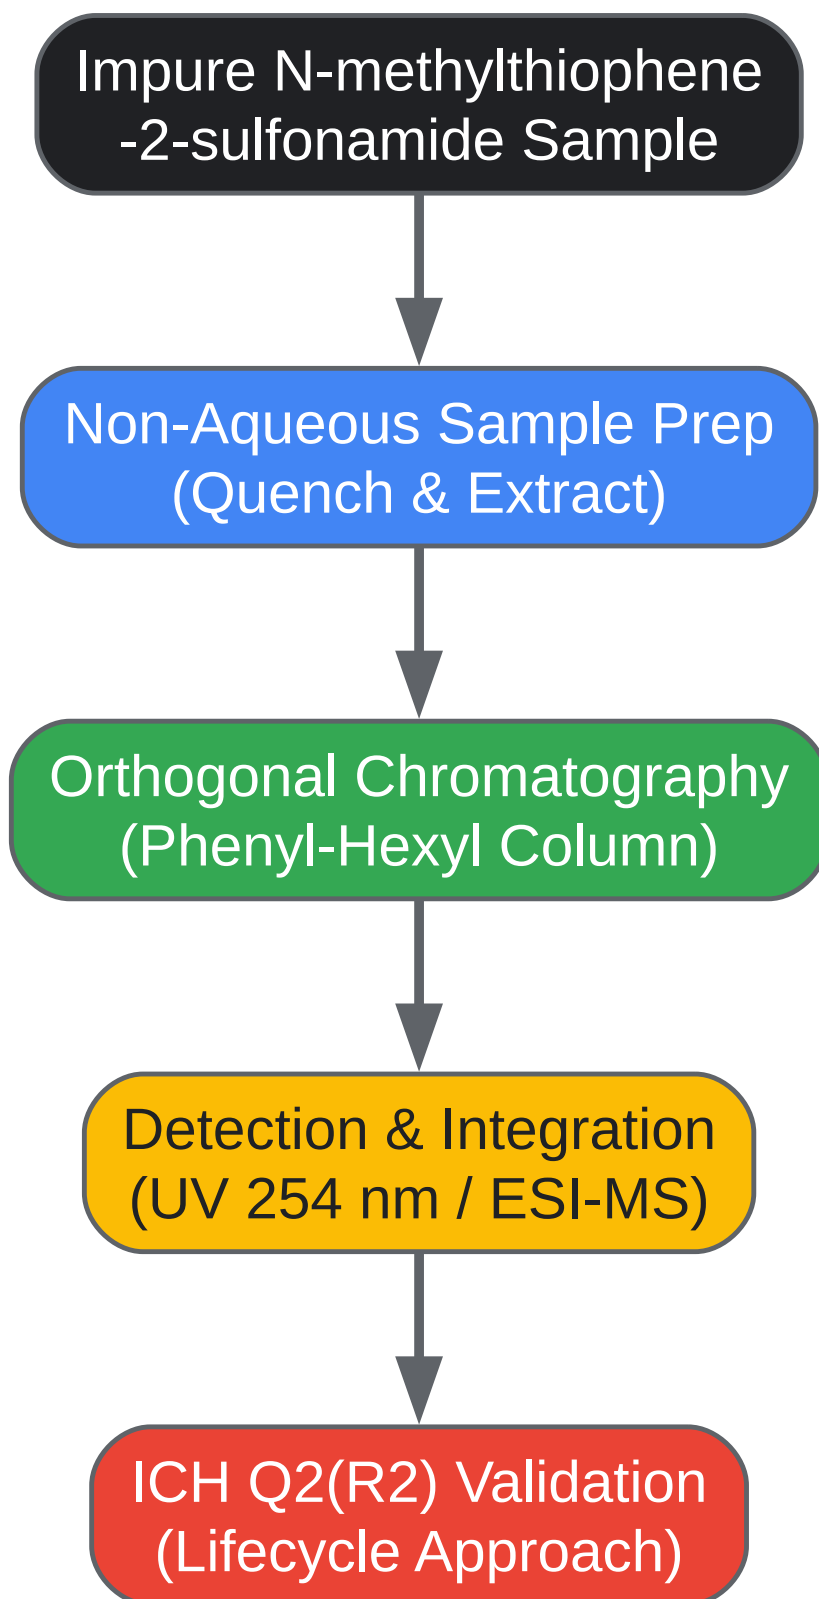 Impure N-methylthiophene
-2-sulfonamide Sample
Non-Aqueous Sample Prep
(Quench & Extract)
Orthogonal Chromatography
(Phenyl-Hexyl Column)
Detection & Integration
(UV 254 nm / ESI-MS)
ICH Q2(R2) Validation
(Lifecycle Approach)